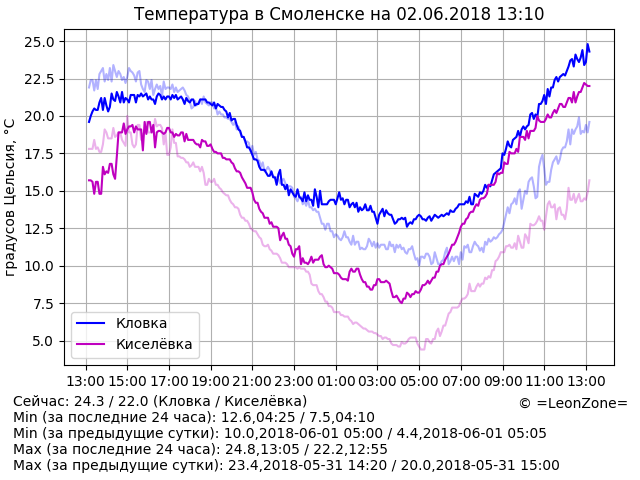 Температура в Смоленске на 02.06.2018 13:10
градусов Цельсия, °C
25.0
22.5
20.0
17.5
15.0
12.5
10.0
7.5
5.0
Кловка
Киселёвка
13:00 15:00 17:00 19:00 21:00 23:00 01:00 03:00 05:00 07:00 09:00 11:00 13:00
Сейчас: 24.3 / 22.0 (Кловка / Киселёвка)
© =LeonZone=
Min (за последние 24 часа): 12.6,04:25 / 7.5,04:10
Min (за предыдущие сутки): 10.0,2018-06-01 05:00 / 4.4,2018-06-01 05:05
Max (за последние 24 часа): 24.8,13:05 / 22.2,12:55
Max (за предыдущие сутки): 23.4,2018-05-31 14:20 / 20.0,2018-05-31 15:00